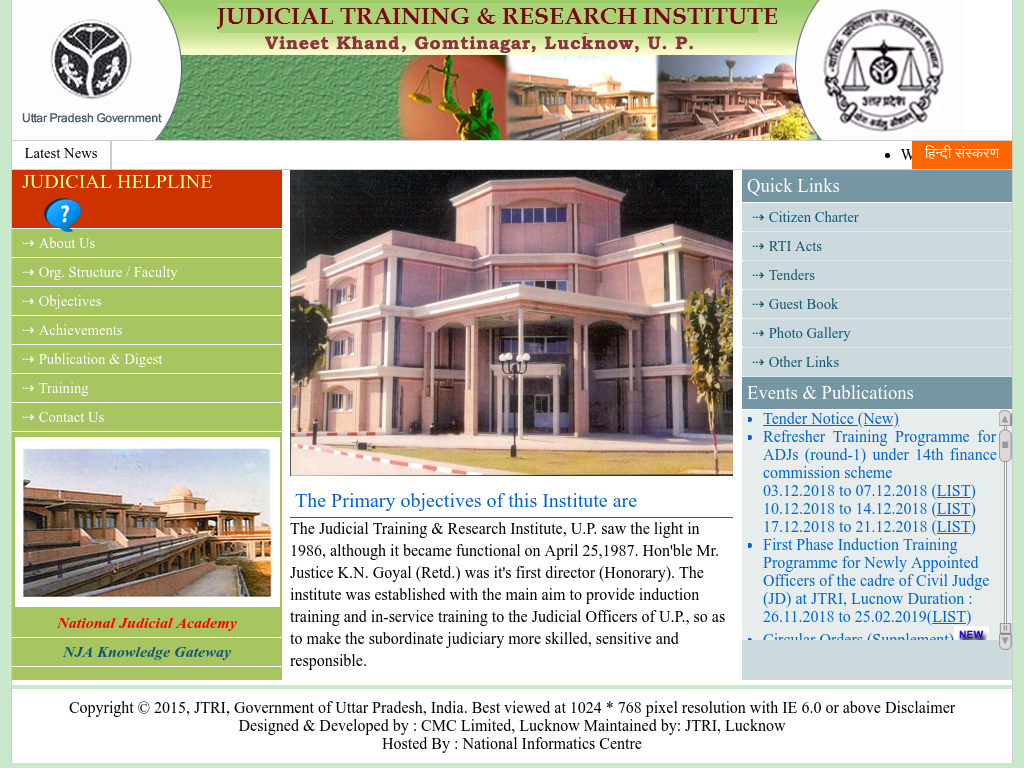 JUDICIAL TRAINING & RESEARCH INSTITUTE
Vineet Khand, Gomtinagar, Lucknow, U. P.
Uttar Pradesh Government
उत्तर प्रदेश
Latest News
हिन्दी संस्करण
JUDICIAL HELPLINE
?
⇢ About Us
⇢ Org. Structure / Faculty
⇢ Objectives
⇢ Achievements
⇢ Publication & Digest
⇢ Training
⇢ Contact Us
National Judicial Academy
NJA Knowledge Gateway
The Primary objectives of this Institute are
The Judicial Training & Research Institute, U.P. saw the light in
1986, although it became functional on April 25,1987. Hon'ble Mr.
Justice K.N. Goyal (Retd.) was it's first director (Honorary). The
institute was established with the main aim to provide induction
training and in-service training to the Judicial Officers of U.P., so as
to make the subordinate judiciary more skilled, sensitive and
responsible.
Quick Links
⇢ Citizen Charter
⇢ RTI Acts
⇢ Tenders
⇢ Guest Book
⇢ Photo Gallery
⇢ Other Links
Events & Publications
• Tender Notice (New)
• Refresher Training Programme for
ADJs (round-1) under 14th finance
commission scheme
03.12.2018 to 07.12.2018 (LIST)
10.12.2018 to 14.12.2018 (LIST)
17.12.2018 to 21.12.2018 (LIST)
• First Phase Induction Training
Programme for Newly Appointed
Officers of the cadre of Civil Judge
(JD) at JTRI, Lucnow Duration :
26.11.2018 to 25.02.2019(LIST)
• Circular Orders (Supplement) NEW
Copyright © 2015, JTRI, Government of Uttar Pradesh, India. Best viewed at 1024 * 768 pixel resolution with IE 6.0 or above Disclaimer
Designed & Developed by : CMC Limited, Lucknow Maintained by: JTRI, Lucknow
Hosted By : National Informatics Centre